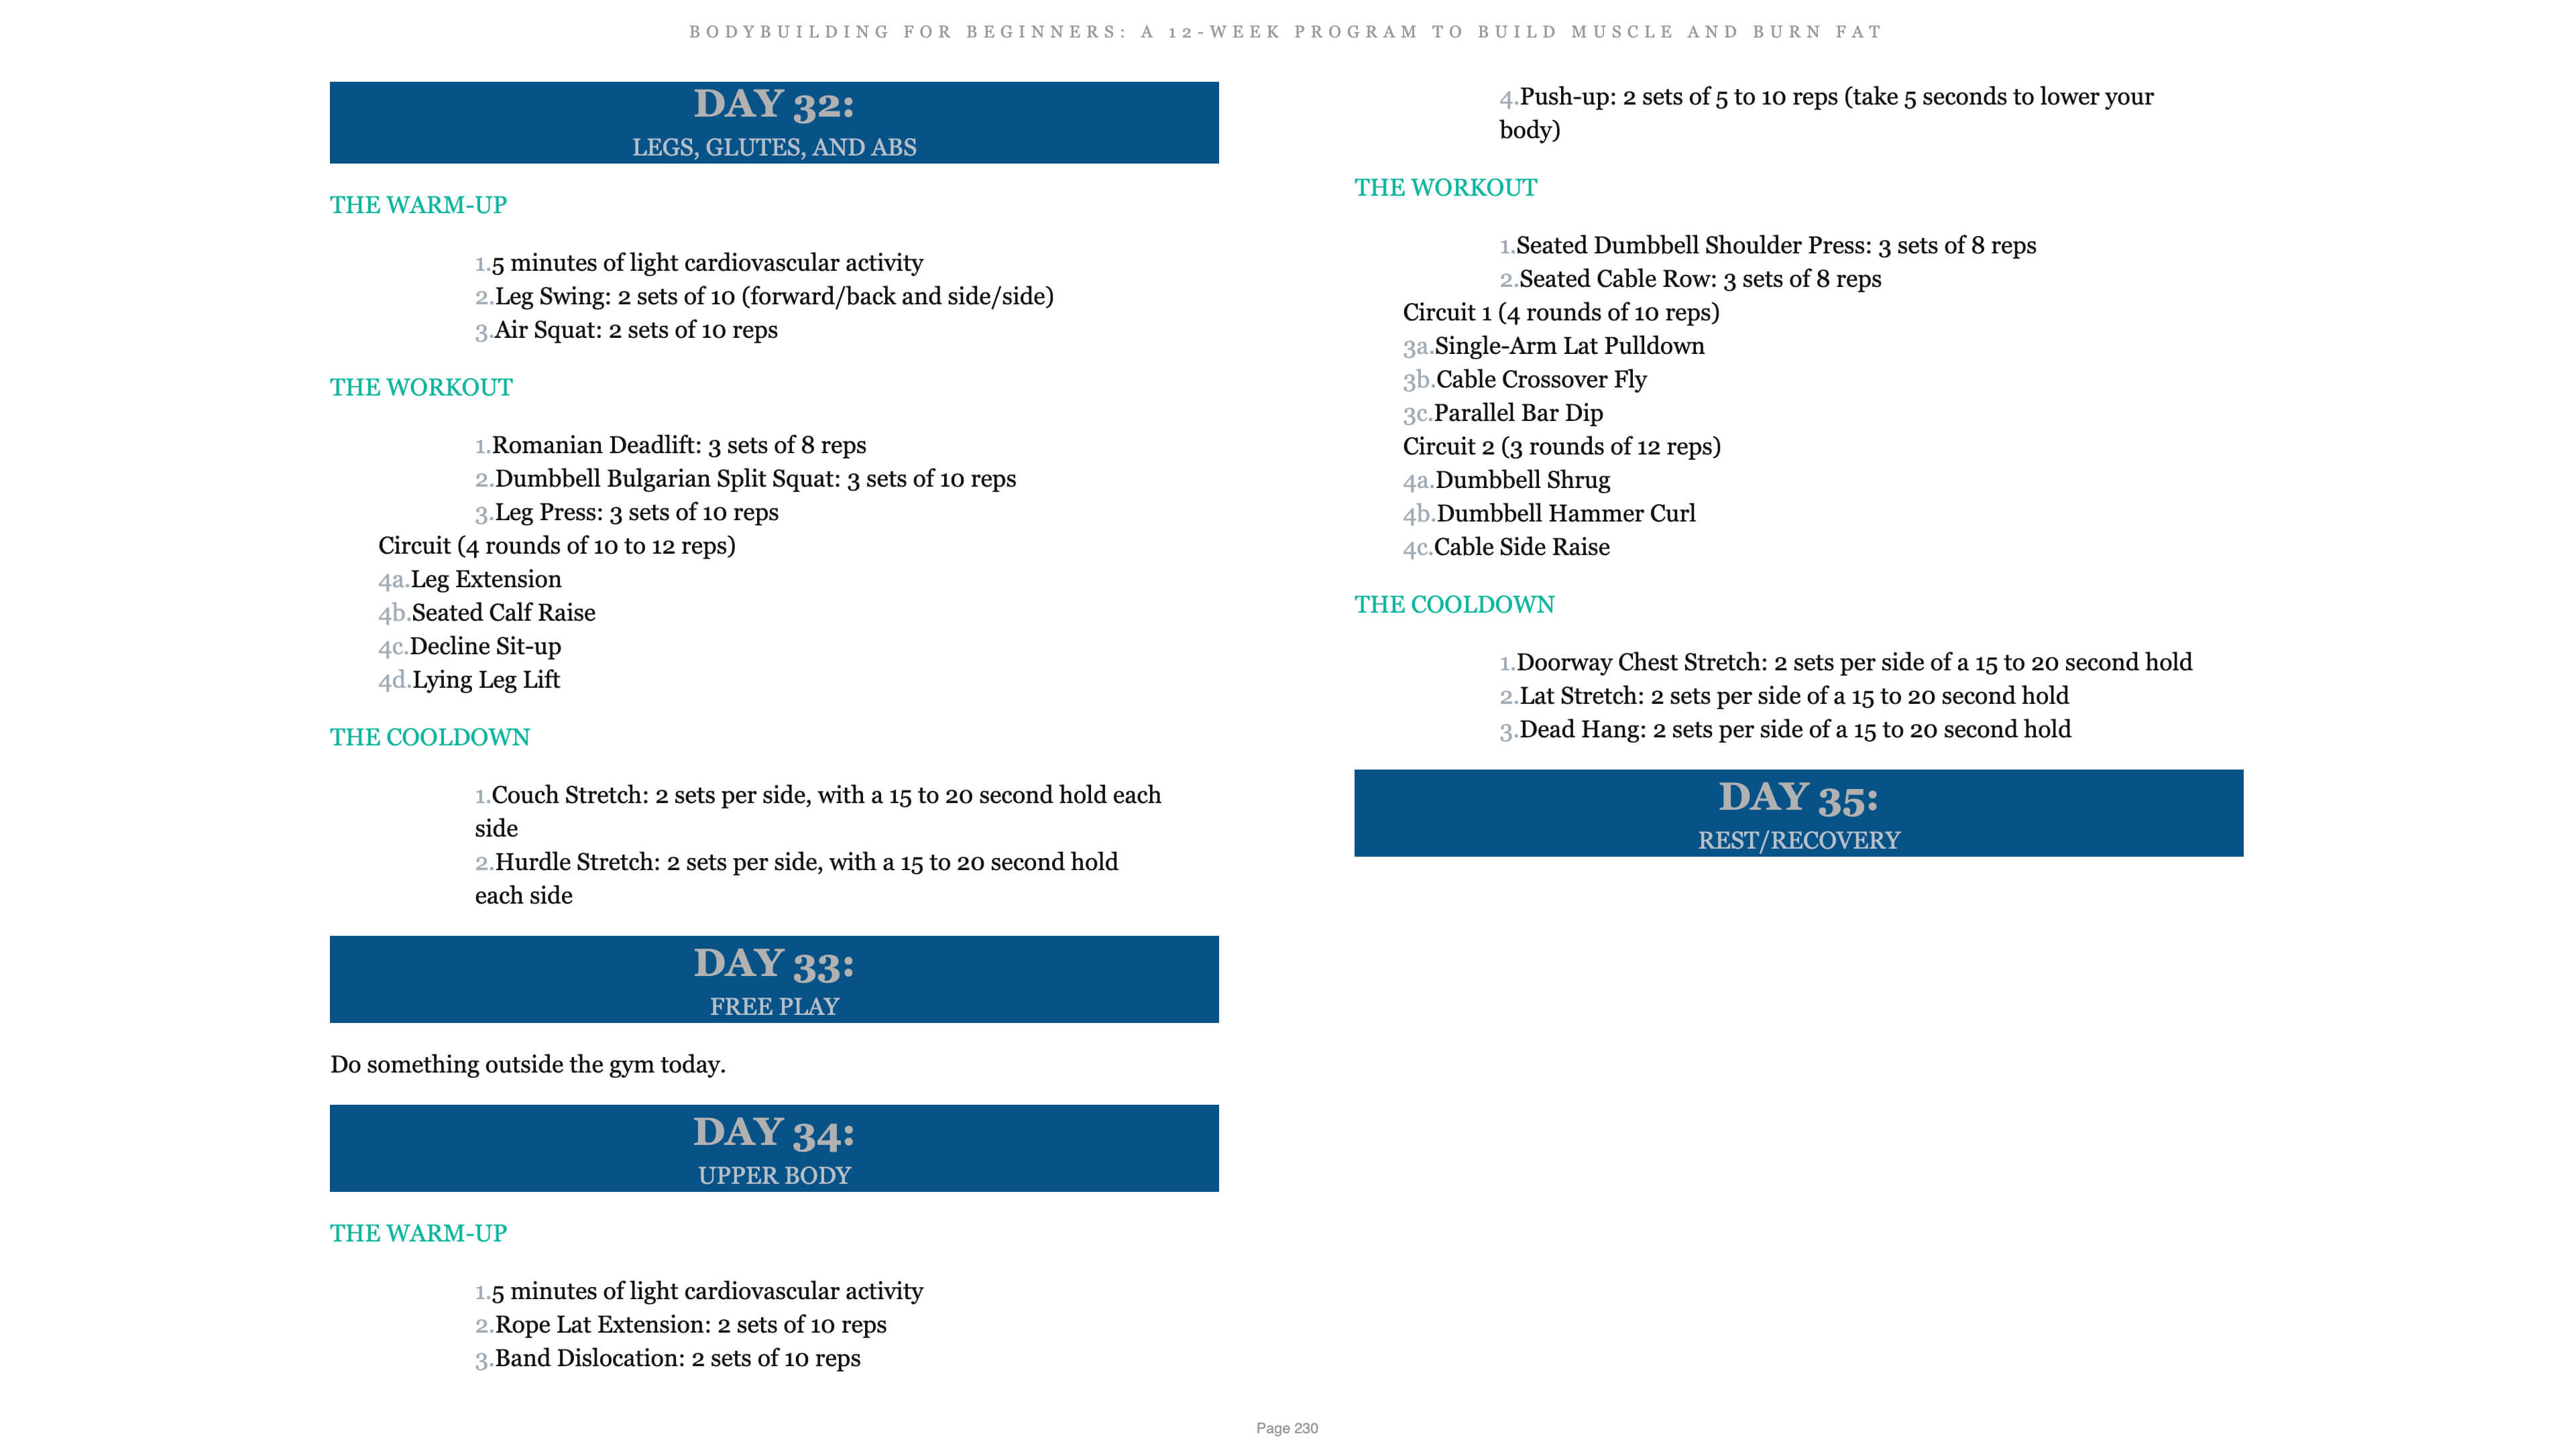 BODYBUILDING FOR BEGINNERS: A 12-WEEK PROGRAM TO BUILD MUSCLE AND BURN FAT
DAY 32:
LEGS, GLUTES, AND ABS
THE WARM-UP
1.5 minutes of light cardiovascular activity
2.Leg Swing: 2 sets of 10 (forward/back and side/side)
3.Air Squat: 2 sets of 10 reps
THE WORKOUT
1.Romanian Deadlift: 3 sets of 8 reps
2.Dumbbell Bulgarian Split Squat: 3 sets of 10 reps
3.Leg Press: 3 sets of 10 reps
Circuit (4 rounds of 10 to 12 reps)
4a.Leg Extension
4b.Seated Calf Raise
4c.Decline Sit-up
4d.Lying Leg Lift
THE COOLDOWN
1.Couch Stretch: 2 sets per side, with a 15 to 20 second hold each
side
2.Hurdle Stretch: 2 sets per side, with a 15 to 20 second hold
each side
DAY 33:
FREE PLAY
Do something outside the gym today.
DAY 34:
UPPER BODY
THE WARM-UP
1.5 minutes of light cardiovascular activity
2.Rope Lat Extension: 2 sets of 10 reps
3.Band Dislocation: 2 sets of 10 reps
4.Push-up: 2 sets of 5 to 10 reps (take 5 seconds to lower your
body)
THE WORKOUT
1.Seated Dumbbell Shoulder Press: 3 sets of 8 reps
2.Seated Cable Row: 3 sets of 8 reps
Circuit 1 (4 rounds of 10 reps)
3a.Single-Arm Lat Pulldown
3b.Cable Crossover Fly
3c.Parallel Bar Dip
Circuit 2 (3 rounds of 12 reps)
4a.Dumbbell Shrug
4b.Dumbbell Hammer Curl
4c.Cable Side Raise
THE COOLDOWN
1.Doorway Chest Stretch: 2 sets per side of a 15 to 20 second hold
2.Lat Stretch: 2 sets per side of a 15 to 20 second hold
3.Dead Hang: 2 sets per side of a 15 to 20 second hold
DAY 35:
REST/RECOVERY
Page 230